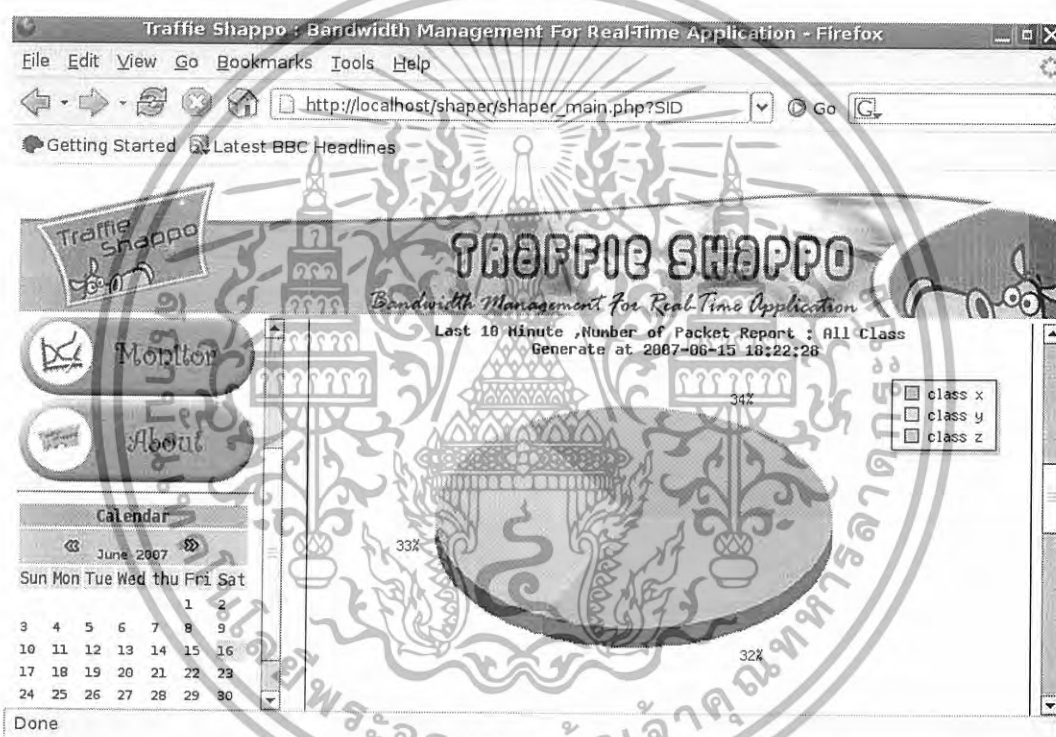 Traffie Shappo : Bandwidth Management For Real-Time Application - Firefox
File Edit View Go Bookmarks Tools Help
http://localhost/shaper/shaper_main.php?SID
Go
Getting Started Latest BBC Headlines
Traffie Shappo
TRAFFIE SHAPPO
Bandwidth Management For Real-Time Application
Monitor
About
Last 10 Minute ,Number of Packet Report : All Class
Generate at 2007-06-15 18:22:28
34%
33%
32%
class x
class y
class z
Calendar
June 2007
Sun Mon Tue Wed thu Fri Sat
1 2
3 4 5 6 7 8 9
10 11 12 13 14 15 16
17 18 19 20 21 22 23
24 25 26 27 28 29 30
Done